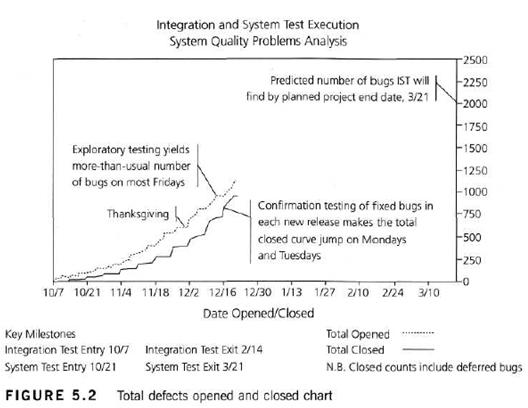 Integration and System Test Execution
System Quality Problems Analysis
2500
Predicted number of bugs IST will
find by planned project end date, 3/21
2000
1750
Exploratory testing yields
more-than-usual number
of bugs on most Fridays
1500
1250
1000
Thanksgiving
Confirmation testing of fixed bugs in
each new release makes the total
closed curve jump on Mondays
and Tuesdays
750
500
250
0
10/7 10/21 11/4 11/18 12/2 12/16 12/30 1/13 1/27 2/10 2/24 3/10
Date Opened/Closed
Key Milestones
Integration Test Entry 10/7 Integration Test Exit 2/14
System Test Entry 10/21 System Test Exit 3/21
Total Opened
Total Closed
N.B. Closed counts include deferred bugs
FIGURE 5.2 Total defects opened and closed chart